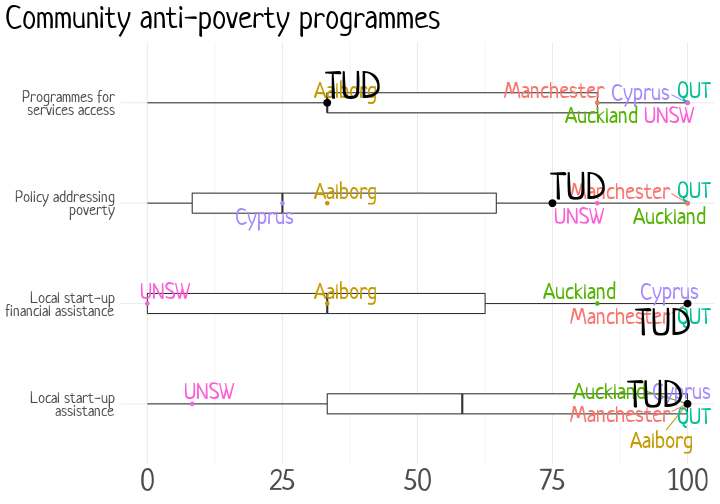 Community anti-poverty programmes
Programmes for
services access
Aalborg TUD Manchester Cyprus QUT
Auckland UNSW
Policy addressing
poverty
Aalborg TUD Manchester QUT
Cyprus UNSW Auckland
Local start-up
financial assistance
UNSW Aalborg Auckland Cyprus
Manchester TUD QUT
Local start-up
assistance
UNSW Auckland TUD Cyprus
Manchester QUT
Aalborg
0 25 50 75 100